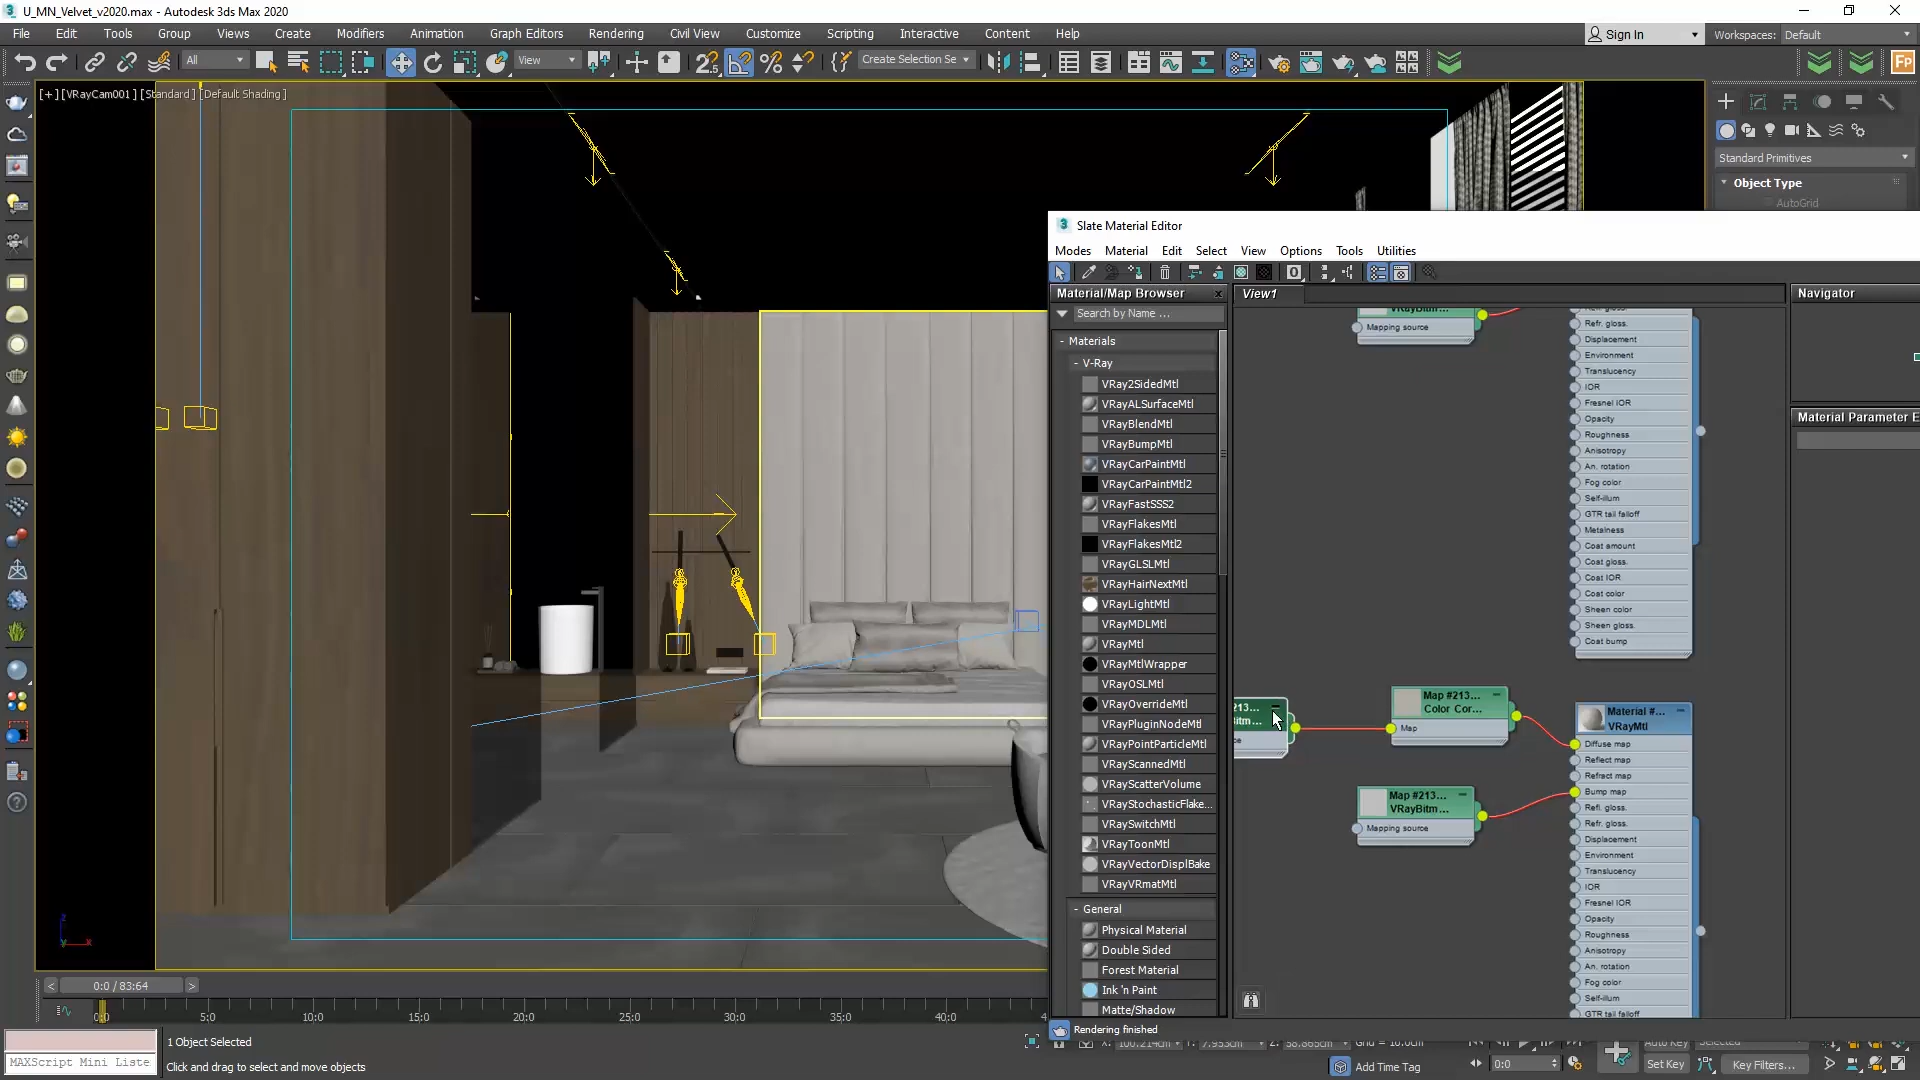 U_MN_Velvet_v2020.max - Autodesk 3ds Max 2020
File Edit Tools Group Views Create Modifiers Animation Graph Editors Rendering Civil View Customize Scripting Interactive Content Help
Sign In
Workspaces: Default
All
View
Create Selection Se
Fp
[+] [VRayCam001] [Standard] [Default Shading]
Standard Primitives
Object Type
AutoGrid
Slate Material Editor
Modes Material Edit Select View Options Tools Utilities
Material/Map Browser
View1
Navigator
Search by Name ...
- Materials
- V-Ray
VRay2SidedMtl
VRayALSurfaceMtl
VRayBlendMtl
VRayBumpMtl
VRayCarPaintMtl
VRayCarPaintMtl2
VRayFastSSS2
VRayFlakesMtl
VRayFlakesMtl2
VRayGLSLMtl
VRayHairNextMtl
VRayLightMtl
VRayMDLMtl
VRayMtl
VRayMtlWrapper
VRayOSLMtl
VRayOverrideMtl
VRayPluginNodeMtl
VRayPointParticleMtl
VRayScannedMtl
VRayScatterVolume
VRayStochasticFlake...
VRaySwitchMtl
VRayToonMtl
VRayVectorDisplBake
VRayVRmatMtl
- General
Physical Material
Double Sided
Forest Material
Ink 'n Paint
Matte/Shadow
Mapping source
Refr. gloss.
Displacement
Environment
Translucency
IOR
Fresnel IOR
Opacity
Roughness
Anisotropy
An. rotation
Fog color
Self-illum
GTR tail falloff
Metalness
Coat amount
Coat gloss.
Coat IOR
Coat color
Sheen color
Sheen gloss.
Coat bump
213...
Map #213...
Color Cor...
Map
Map #213...
VRayBitm...
Mapping source
Material #...
VRayMtl
Diffuse map
Reflect map
Refract map
Bump map
Refl. gloss.
Refr. gloss.
Displacement
Environment
Translucency
IOR
Fresnel IOR
Opacity
Roughness
Anisotropy
An. rotation
Fog color
Self-illum
GTR tail falloff
Material Parameter E
Rendering finished
< 0:0 / 83:64 >
0:0 5:0 10:0 15:0 20:0 25:0 30:0 35:0 40:0
1 Object Selected
MAXScript Mini Liste
Click and drag to select and move objects
Add Time Tag
0:0
Set Key
Key Filters...